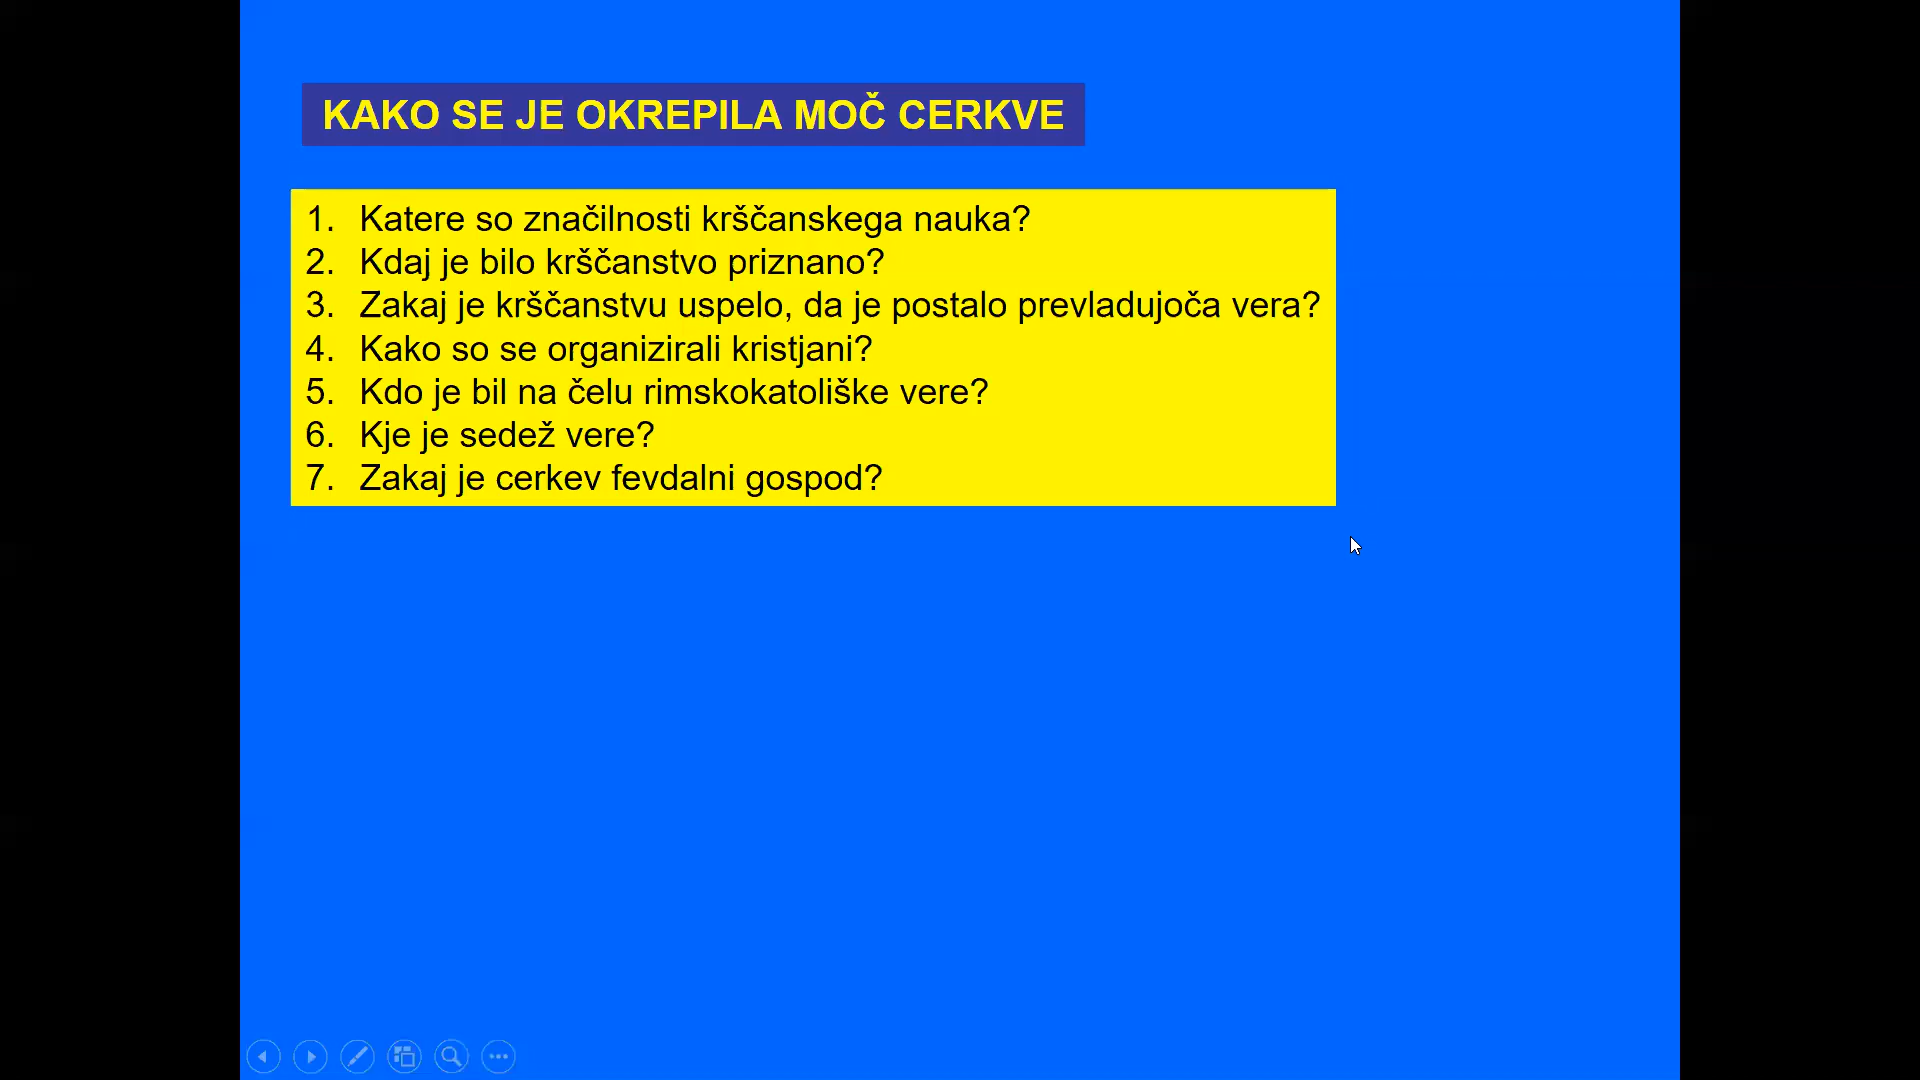 KAKO SE JE OKREPILA MOČ CERKVE
1. Katere so značilnosti krščanskega nauka?
2. Kdaj je bilo krščanstvo priznano?
3. Zakaj je krščanstvu uspelo, da je postalo prevladujoča vera?
4. Kako so se organizirali kristjani?
5. Kdo je bil na čelu rimskokatoliške vere?
6. Kje je sedež vere?
7. Zakaj je cerkev fevdalni gospod?